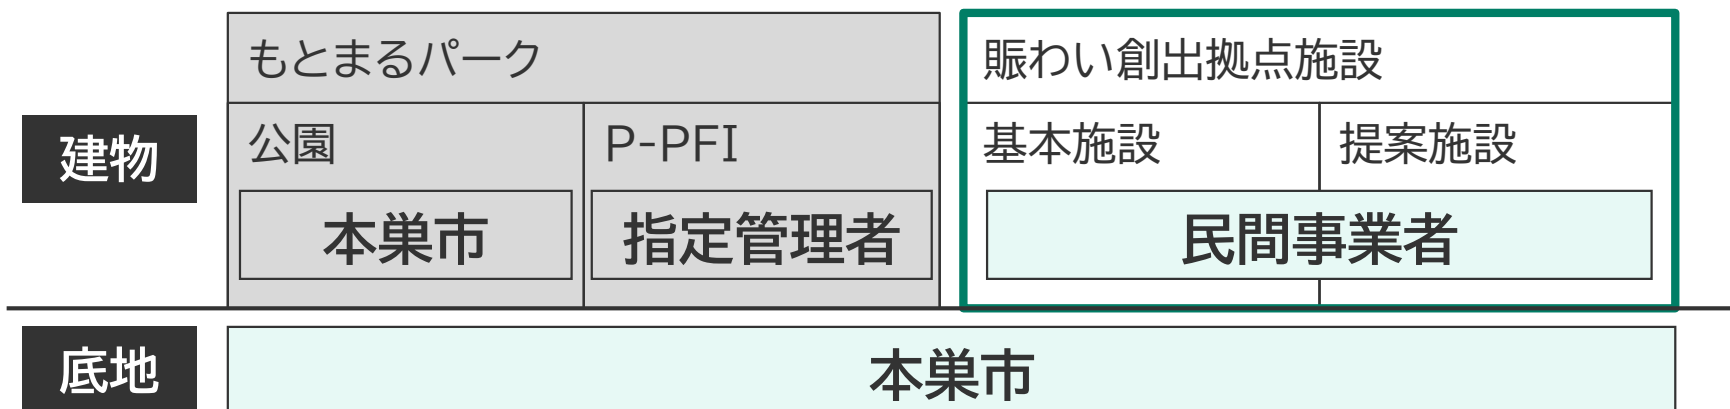 もとまるパーク
賑わい創出拠点施設
建物
公園
P-PFI
基本施設
提案施設
本巣市
指定管理者
民間事業者
底地
本巣市